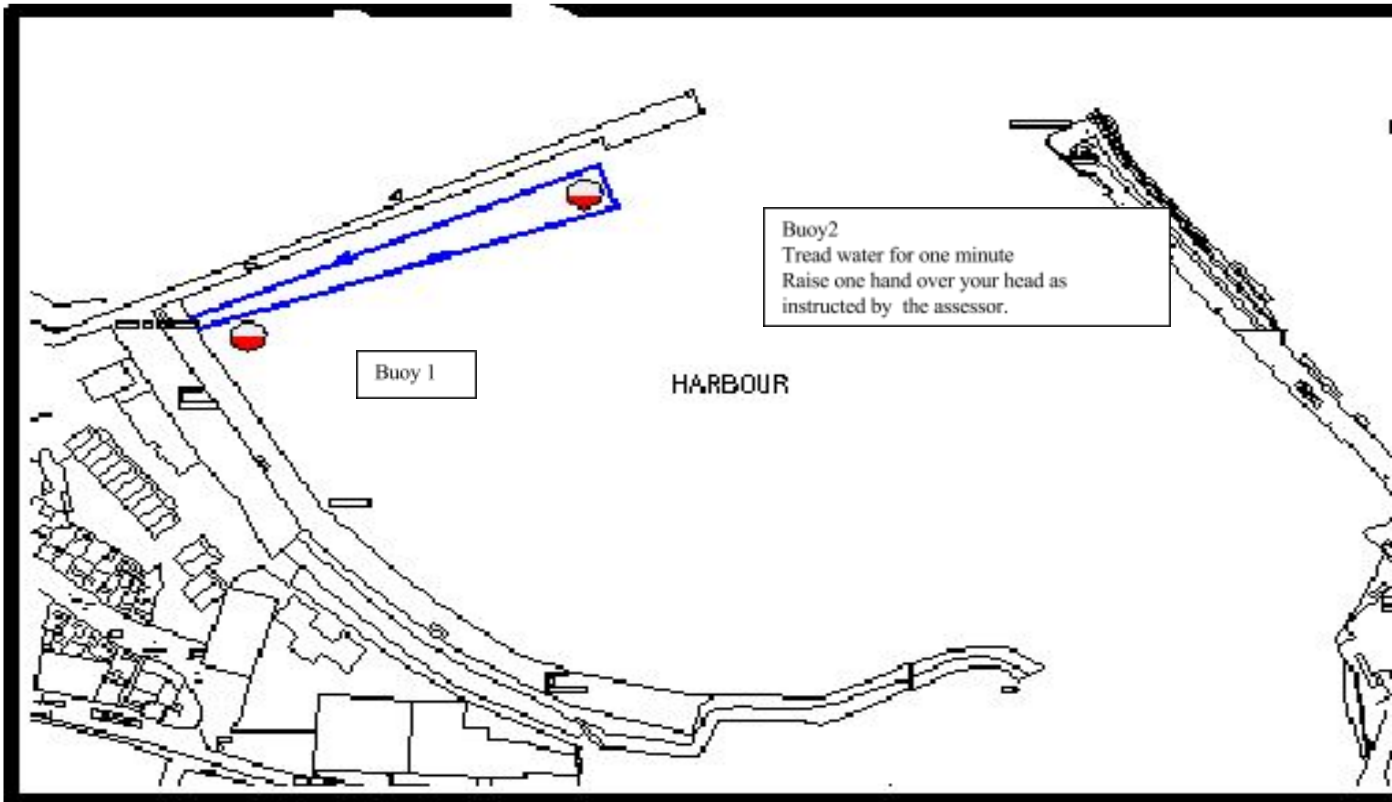 Buoy2
Tread water for one minute
Raise one hand over your head as
instructed by  the assessor.
Buoy 1
HARBOUR